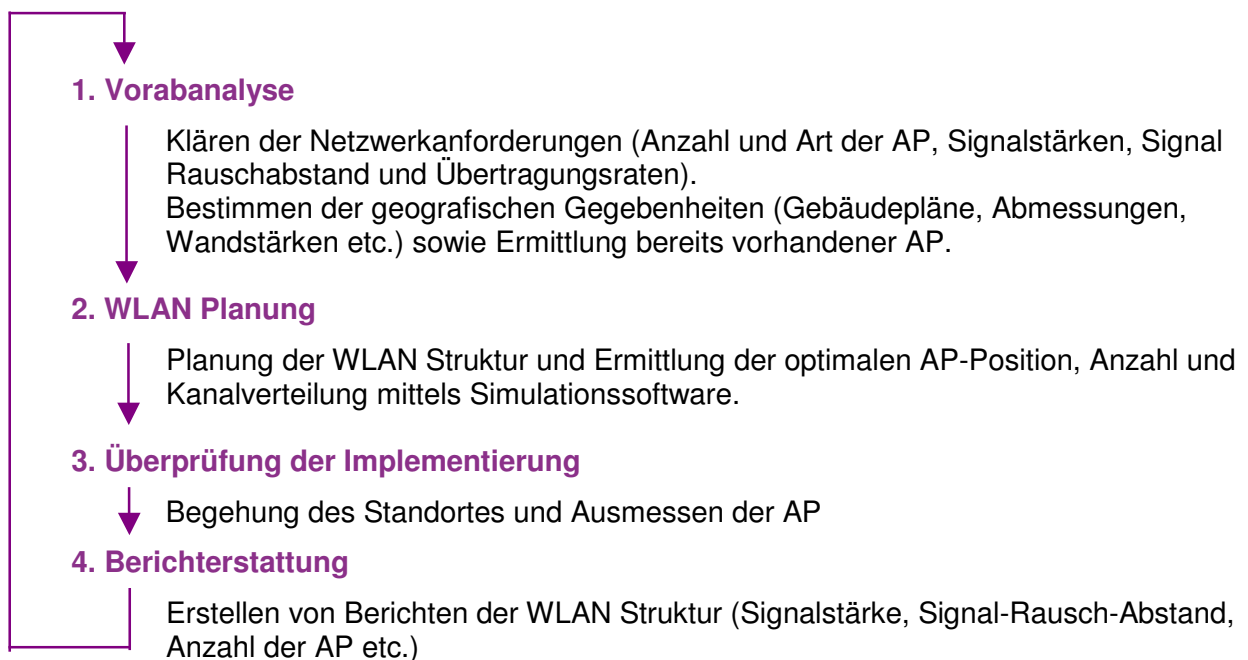 1. Vorabanalyse
Klären der Netzwerkanforderungen (Anzahl und Art der AP, Signalstärken, Signal
Rauschabstand und Übertragungsraten).
Bestimmen der geografischen Gegebenheiten (Gebäudepläne, Abmessungen,
Wandstärken etc.) sowie Ermittlung bereits vorhandener AP.
2. WLAN Planung
Planung der WLAN Struktur und Ermittlung der optimalen AP-Position, Anzahl und
Kanalverteilung mittels Simulationssoftware.
3. Überprüfung der Implementierung
Begehung des Standortes und Ausmessen der AP
4. Berichterstattung
Erstellen von Berichten der WLAN Struktur (Signalstärke, Signal-Rausch-Abstand,
Anzahl der AP etc.)